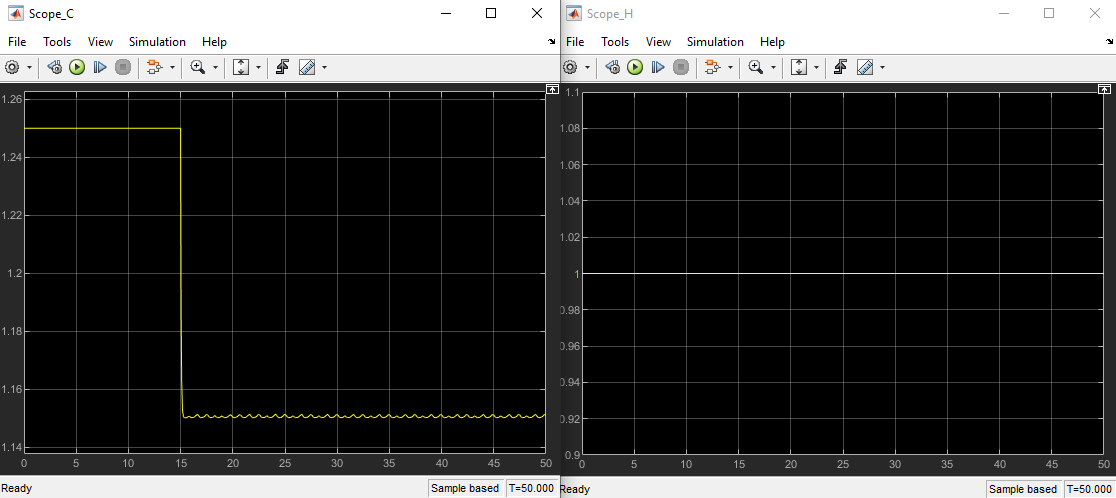 Scope_C
File Tools View Simulation Help
1.26
1.24
1.22
1.2
1.18
1.16
1.14
0 5 10 15 20 25 30 35 40 45 50
Ready Sample based T=50.000
Scope_H
File Tools View Simulation Help
1.1
1.08
1.06
1.04
1.02
1
0.98
0.96
0.94
0.92
0.9
0 5 10 15 20 25 30 35 40 45 50
Ready Sample based T=50.000